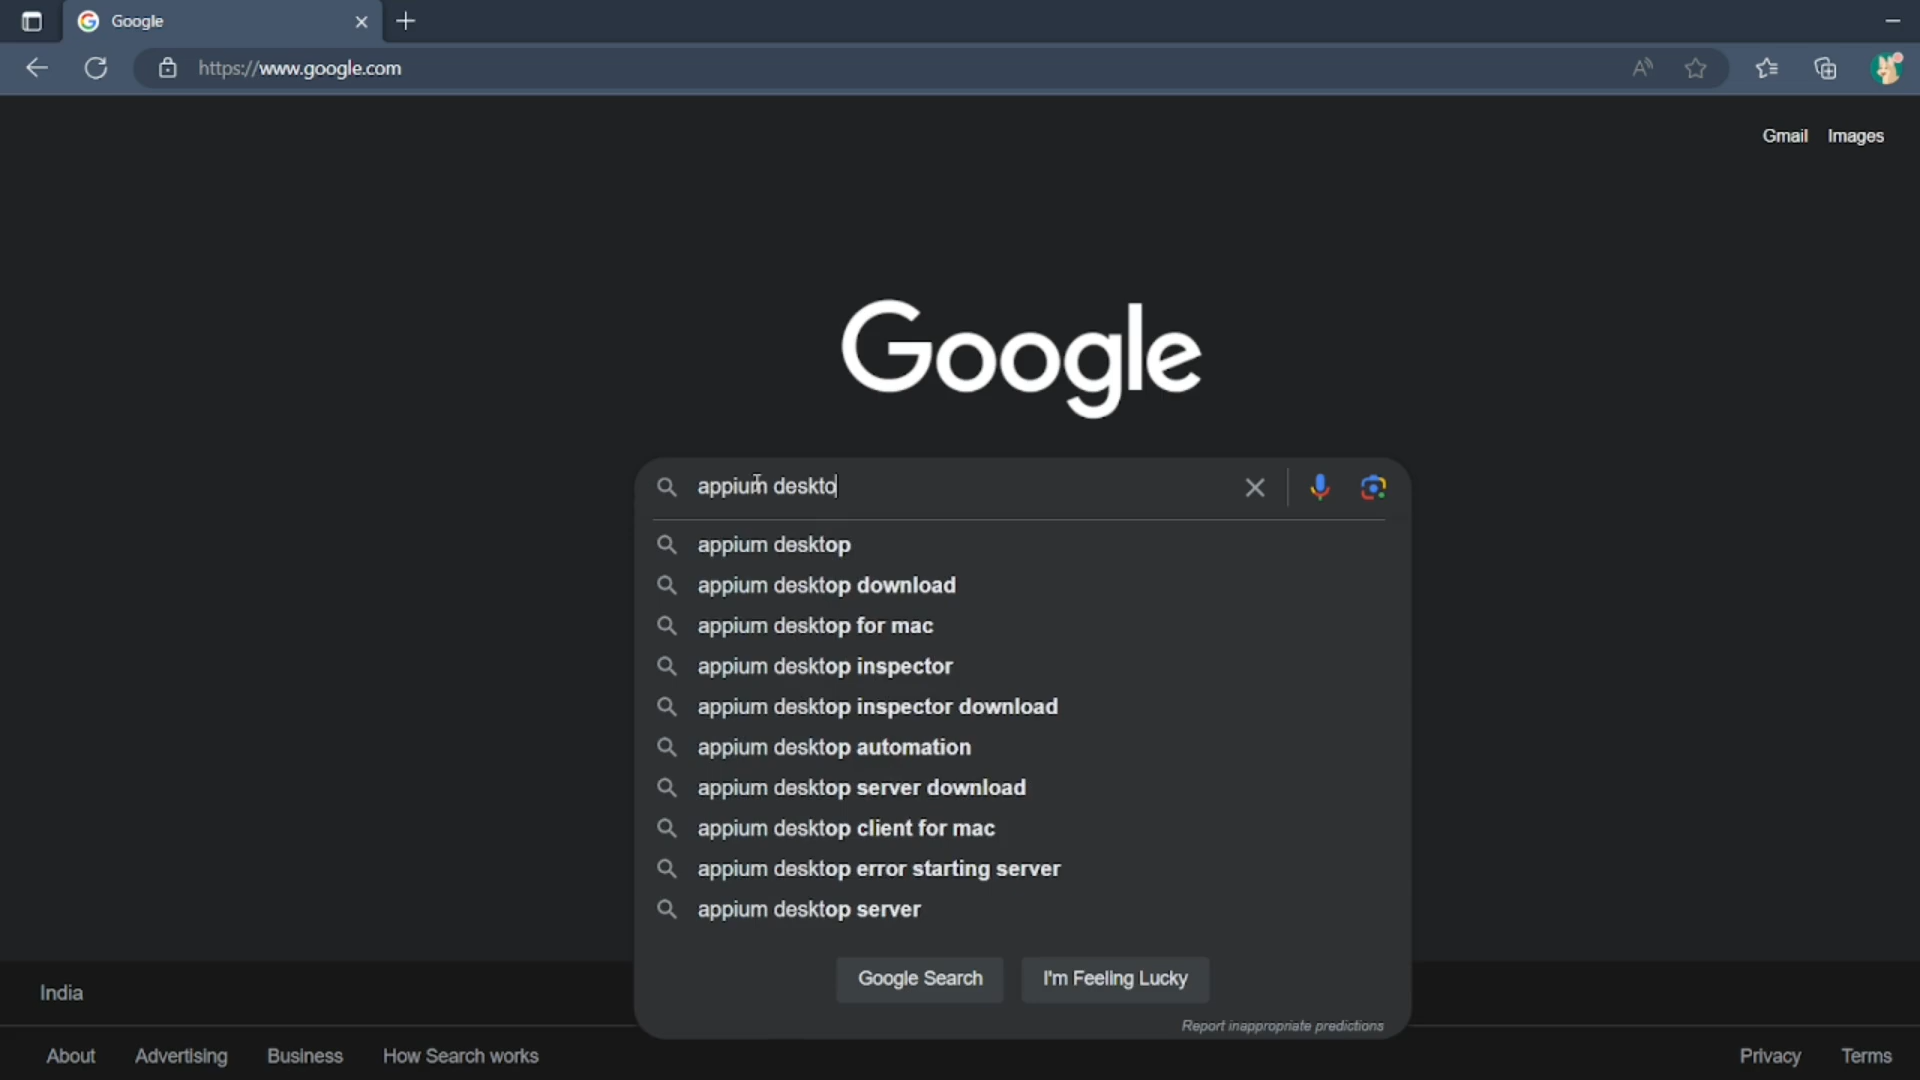 Google
https://www.google.com
Gmail Images
Google
appium deskto
appium desktop
appium desktop download
appium desktop for mac
appium desktop inspector
appium desktop inspector download
appium desktop automation
appium desktop server download
appium desktop client for mac
appium desktop error starting server
appium desktop server
Google Search I'm Feeling Lucky
Report inappropriate predictions
India
About Advertising Business How Search works Privacy Terms